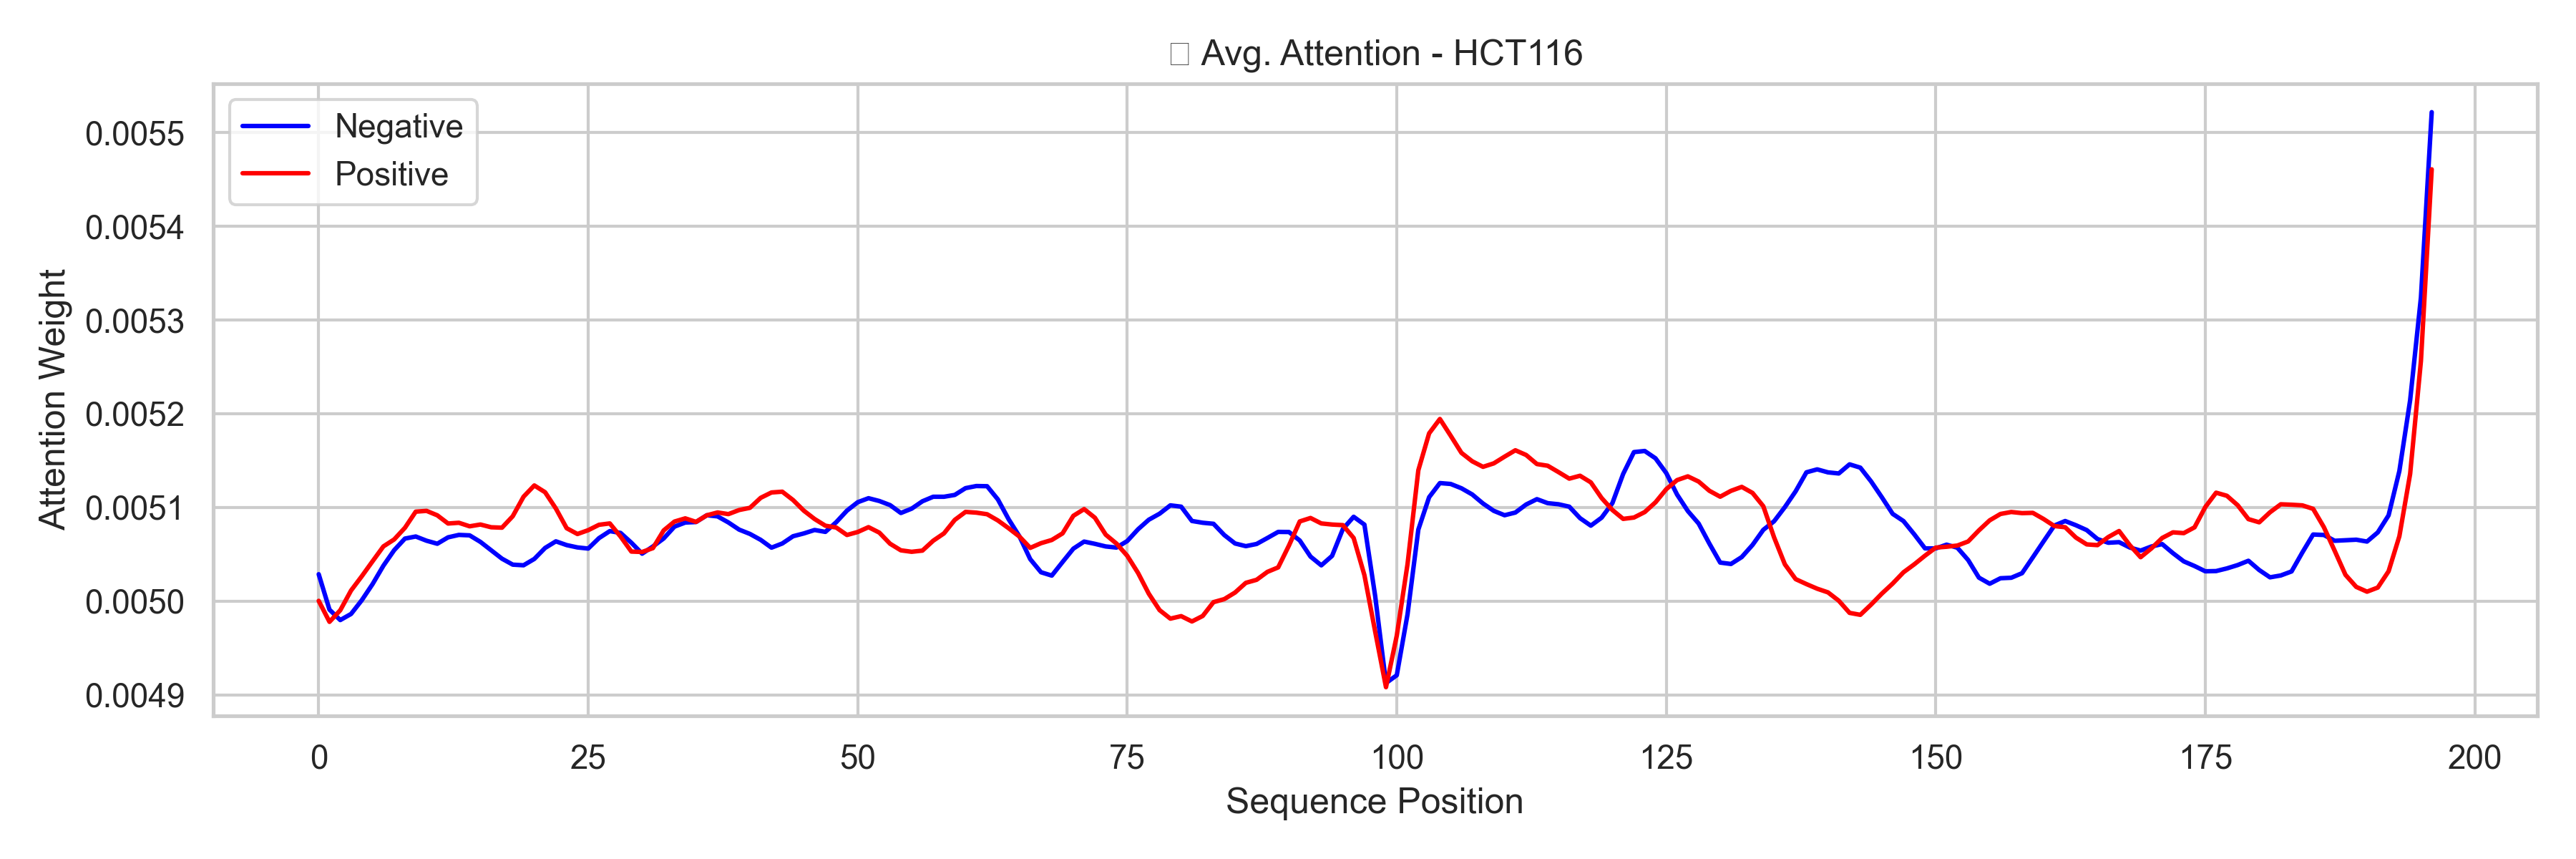 ▯ Avg. Attention - HCT116
Negative
Positive
Attention Weight
0.0055
0.0054
0.0053
0.0052
0.0051
0.0050
0.0049
0 25 50 75 100 125 150 175 200
Sequence Position